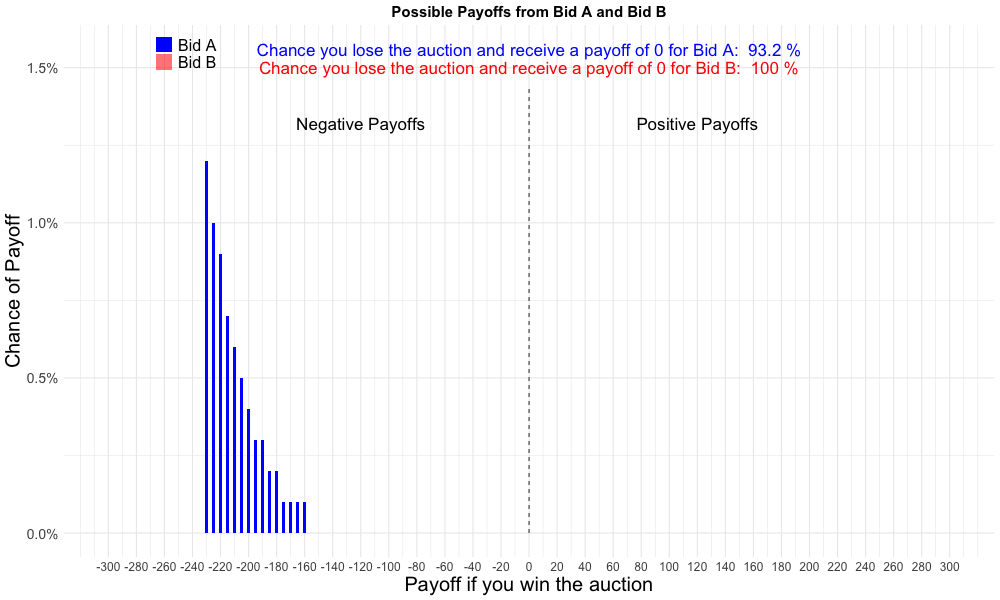 Possible Payoffs from Bid A and Bid B
Bid A
Bid B
Chance you lose the auction and receive a payoff of 0 for Bid A:  93.2 %
Chance you lose the auction and receive a payoff of 0 for Bid B:  100 %
Negative Payoffs
Positive Payoffs
Chance of Payoff
1.5%
1.0%
0.5%
0.0%
-300 -280 -260 -240 -220 -200 -180 -160 -140 -120 -100 -80 -60 -40 -20 0 20 40 60 80 100 120 140 160 180 200 220 240 260 280 300
Payoff if you win the auction